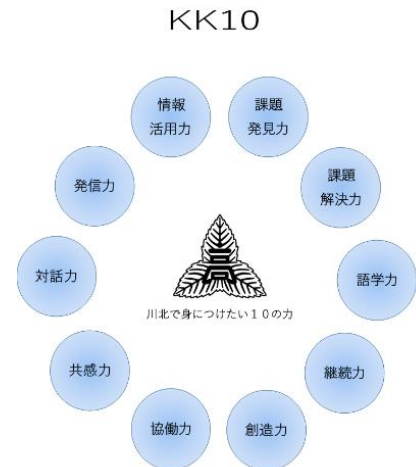 KK10
情報
活用力
課題
発見力
発信力
課題
解決力
対話力
高
語学力
川北で身につけたい１０の力
共感力
継続力
協働力
創造力